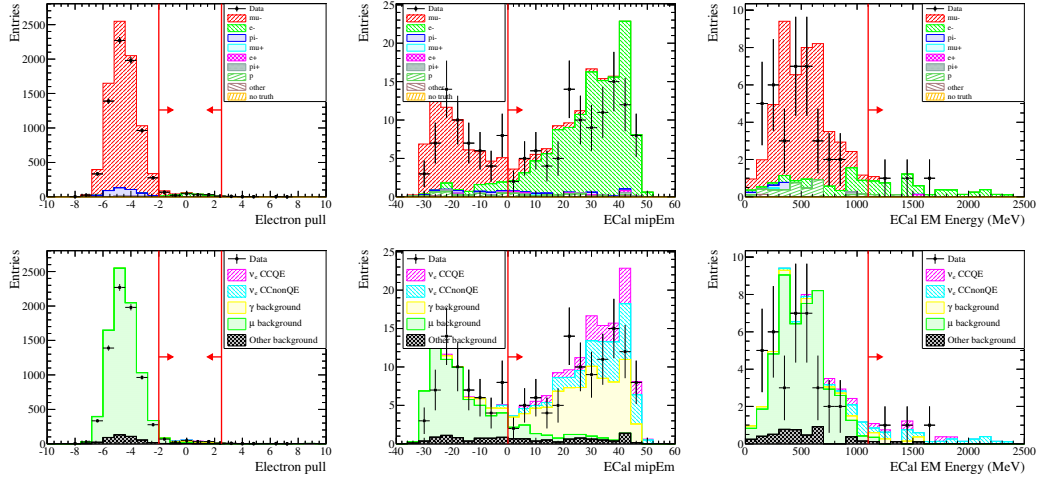 Entries
2500
2000
1500
1000
500
0
Data
mu-
e-
pi-
mu+
e+
pi+
p
other
no truth
-10 -8 -6 -4 -2 0 2 4 6 8 10
Electron pull
Entries
25
20
15
10
5
0
Data
mu-
e-
pi-
mu+
e+
pi+
p
other
no truth
-40 -30 -20 -10 0 10 20 30 40 50 60
ECal mipEm
Entries
10
8
6
4
2
0
Data
mu-
e-
pi-
mu+
e+
pi+
p
other
no truth
0 500 1000 1500 2000 2500
ECal EM Energy (MeV)
Entries
2500
2000
1500
1000
500
0
Data
νe CCQE
νe CCnonQE
γ background
μ background
Other background
-10 -8 -6 -4 -2 0 2 4 6 8 10
Electron pull
Entries
25
20
15
10
5
0
Data
νe CCQE
νe CCnonQE
γ background
μ background
Other background
-40 -30 -20 -10 0 10 20 30 40 50 60
ECal mipEm
Entries
10
8
6
4
2
0
Data
νe CCQE
νe CCnonQE
γ background
μ background
Other background
0 500 1000 1500 2000 2500
ECal EM Energy (MeV)